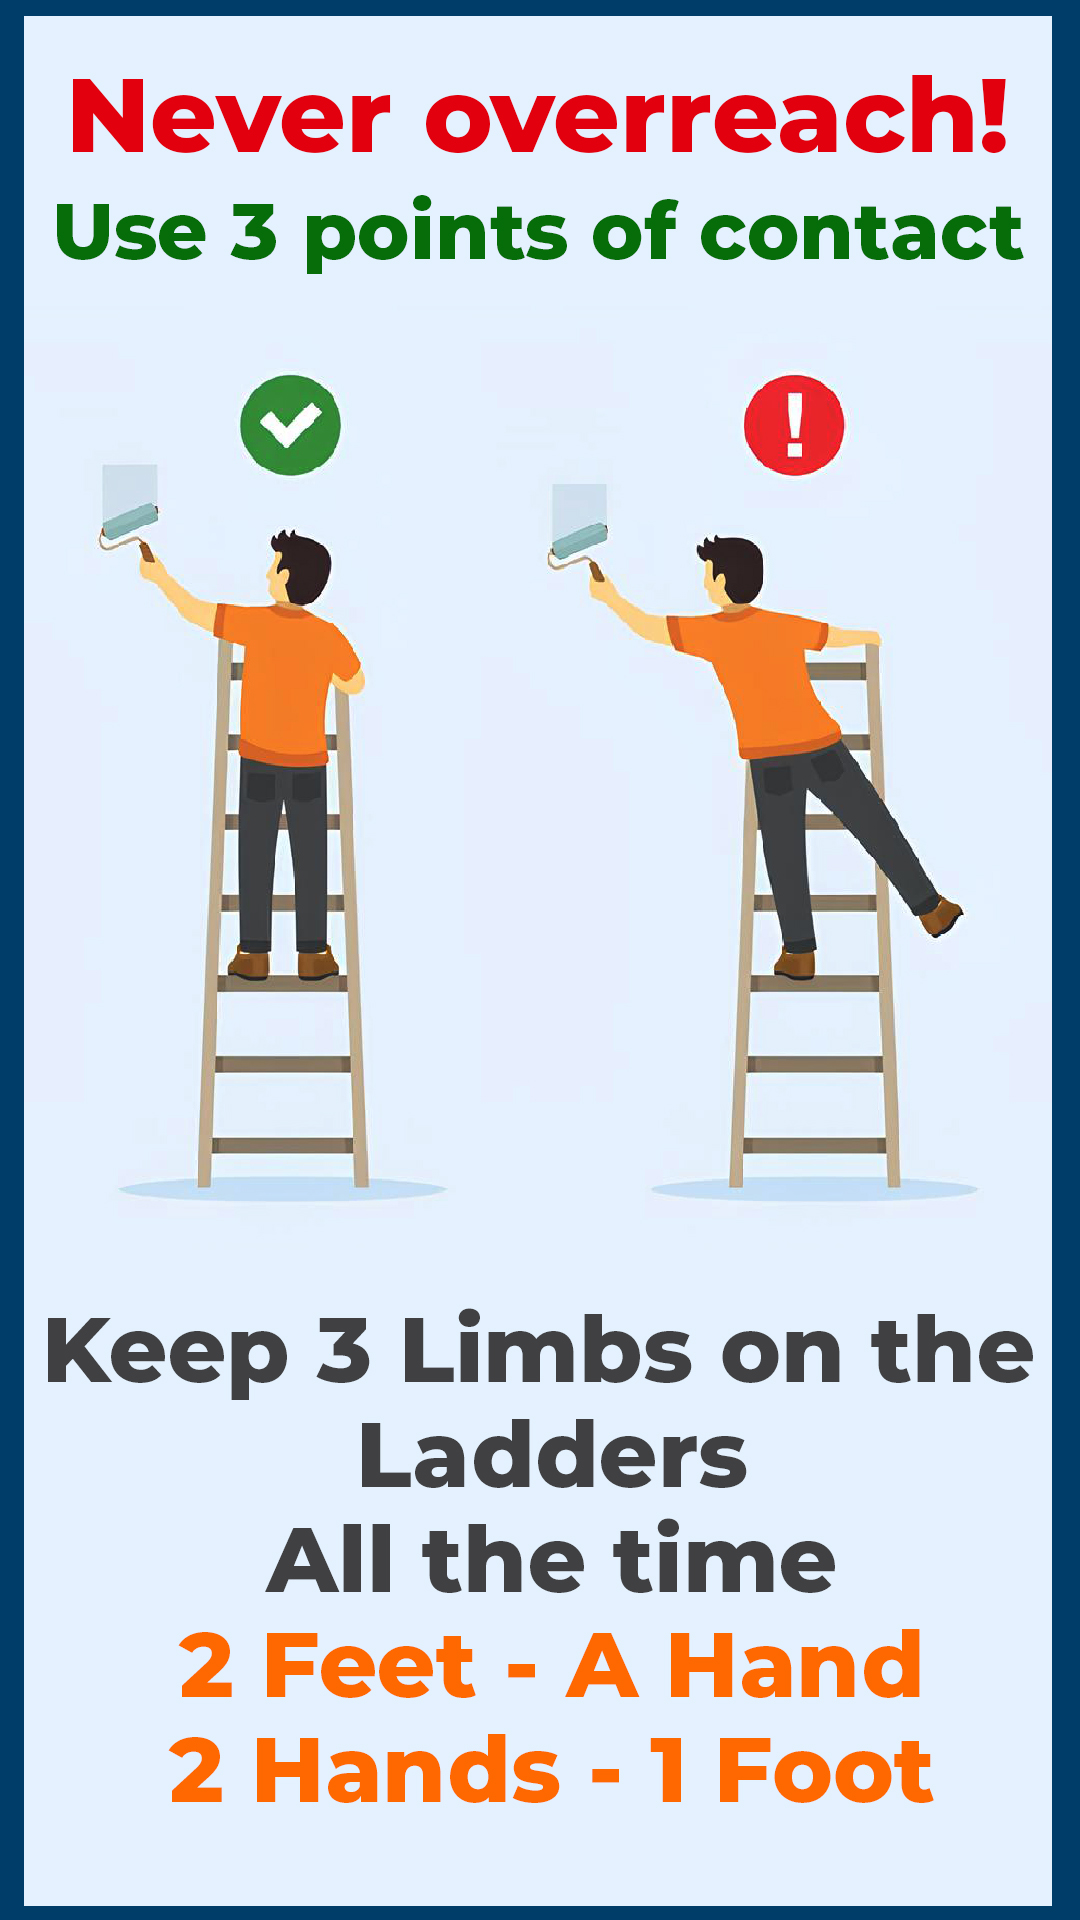 Never overreach!
Use 3 points of contact
Keep 3 Limbs on the
Ladders
All the time
2 Feet - A Hand
2 Hands - 1 Foot